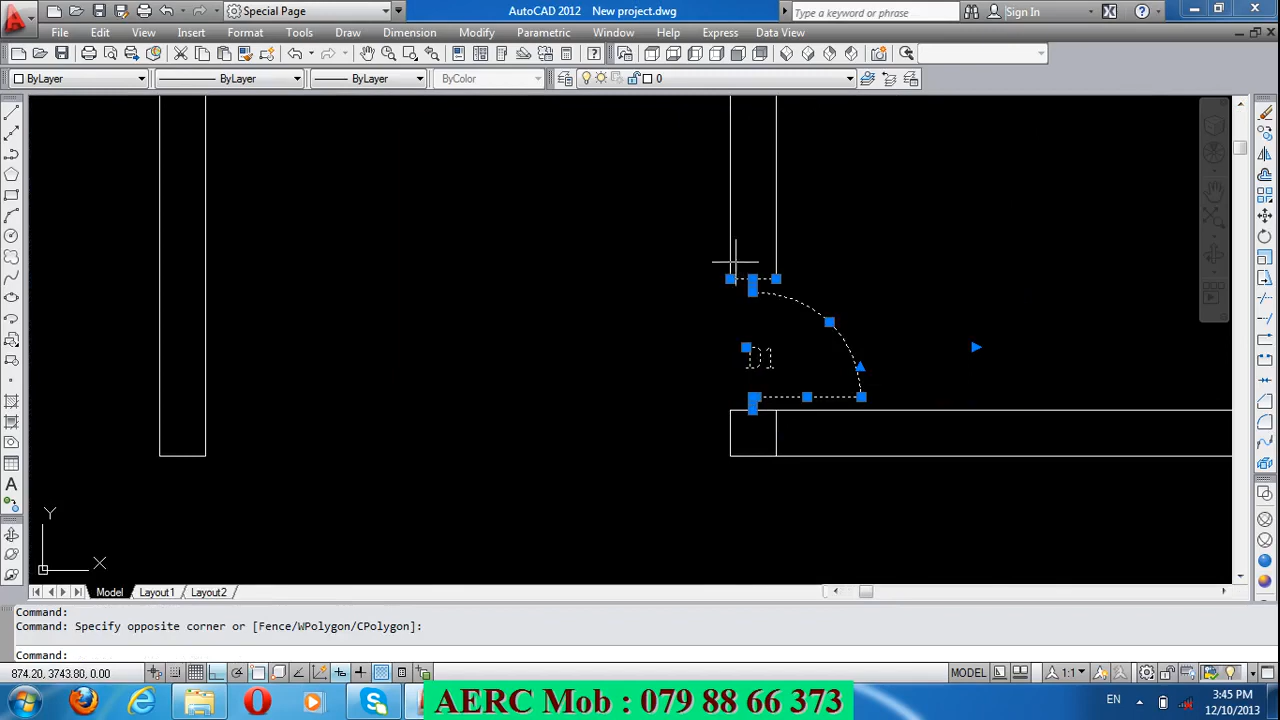 Special Page
AutoCAD 2012 New project.dwg
Type a keyword or phrase
Sign In
File Edit View Insert Format Tools Draw Dimension Modify Parametric Window Help Express Data View
ByLayer
ByLayer
ByLayer
ByColor
0
D1
Y
X
Model Layout1 Layout2
Command:
Command: Specify opposite corner or [Fence/WPolygon/CPolygon]:
Command:
874.20, 3743.80, 0.00
MODEL
1:1
AERC Mob : 079 88 66 373
EN
3:45 PM
12/10/2013